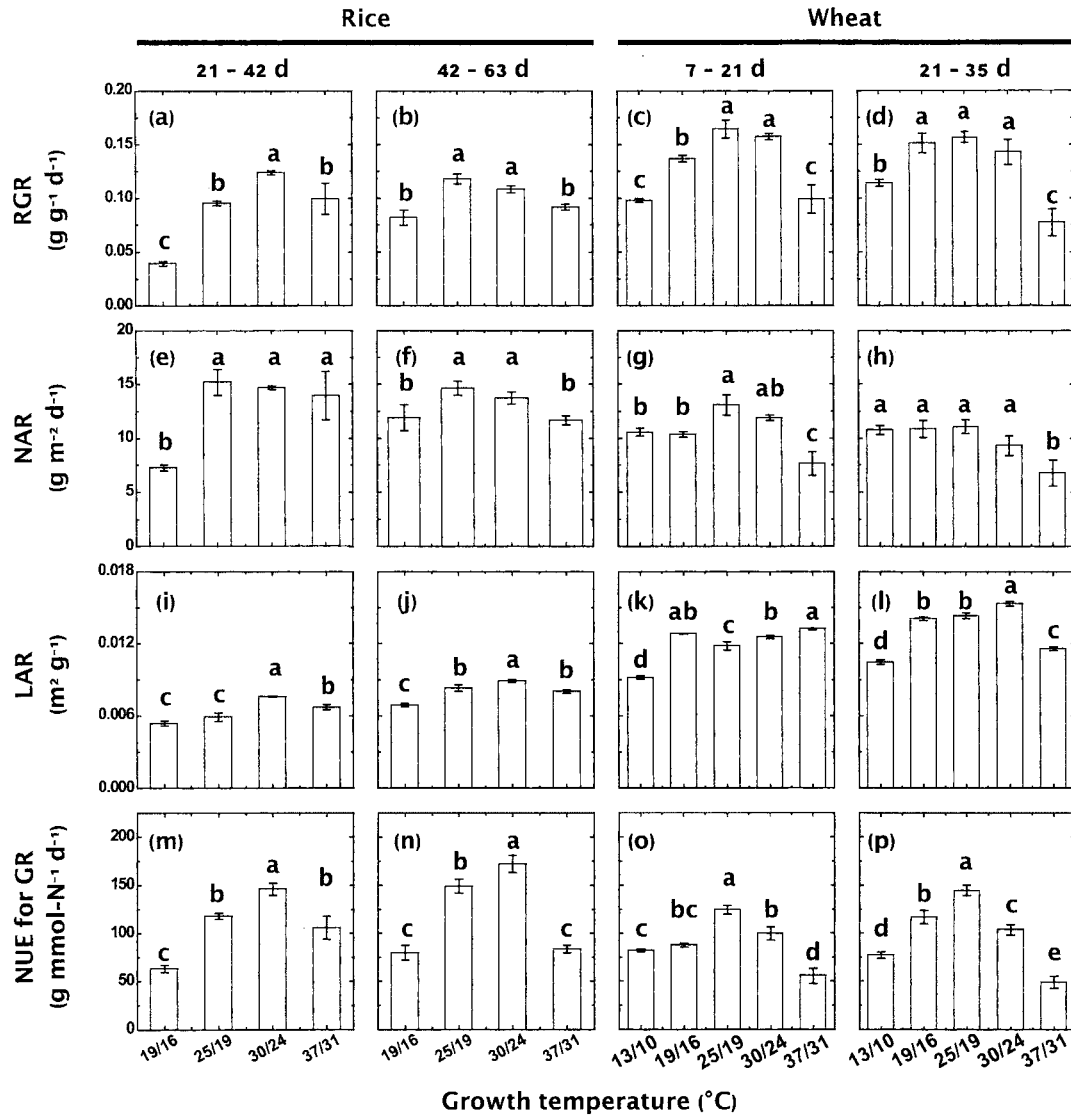 Rice Wheat
21 – 42 d 42 – 63 d 7 – 21 d 21 – 35 d
RGR
(g g⁻¹ d⁻¹)
0.20
0.15
0.10
0.05
0.00
(a) c b a b
(b) b a a b
(c) c b a a c
(d) b a a a c
NAR
(g m⁻² d⁻¹)
20
15
10
5
0
(e) b a a a
(f) b a a b
(g) b b a ab c
(h) a a a a b
LAR
(m² g⁻¹)
0.018
0.012
0.006
0.000
(i) c c a b
(j) c b a b
(k) d ab c b a
(l) d b b a c
NUE for GR
(g mmol-N⁻¹ d⁻¹)
200
150
100
50
0
(m) c b a b
(n) c b a c
(o) c bc a b d
(p) d b a c e
19/16 25/19 30/24 37/31
19/16 25/19 30/24 37/31
13/10 19/16 25/19 30/24 37/31
13/10 19/16 25/19 30/24 37/31
Growth temperature (°C)